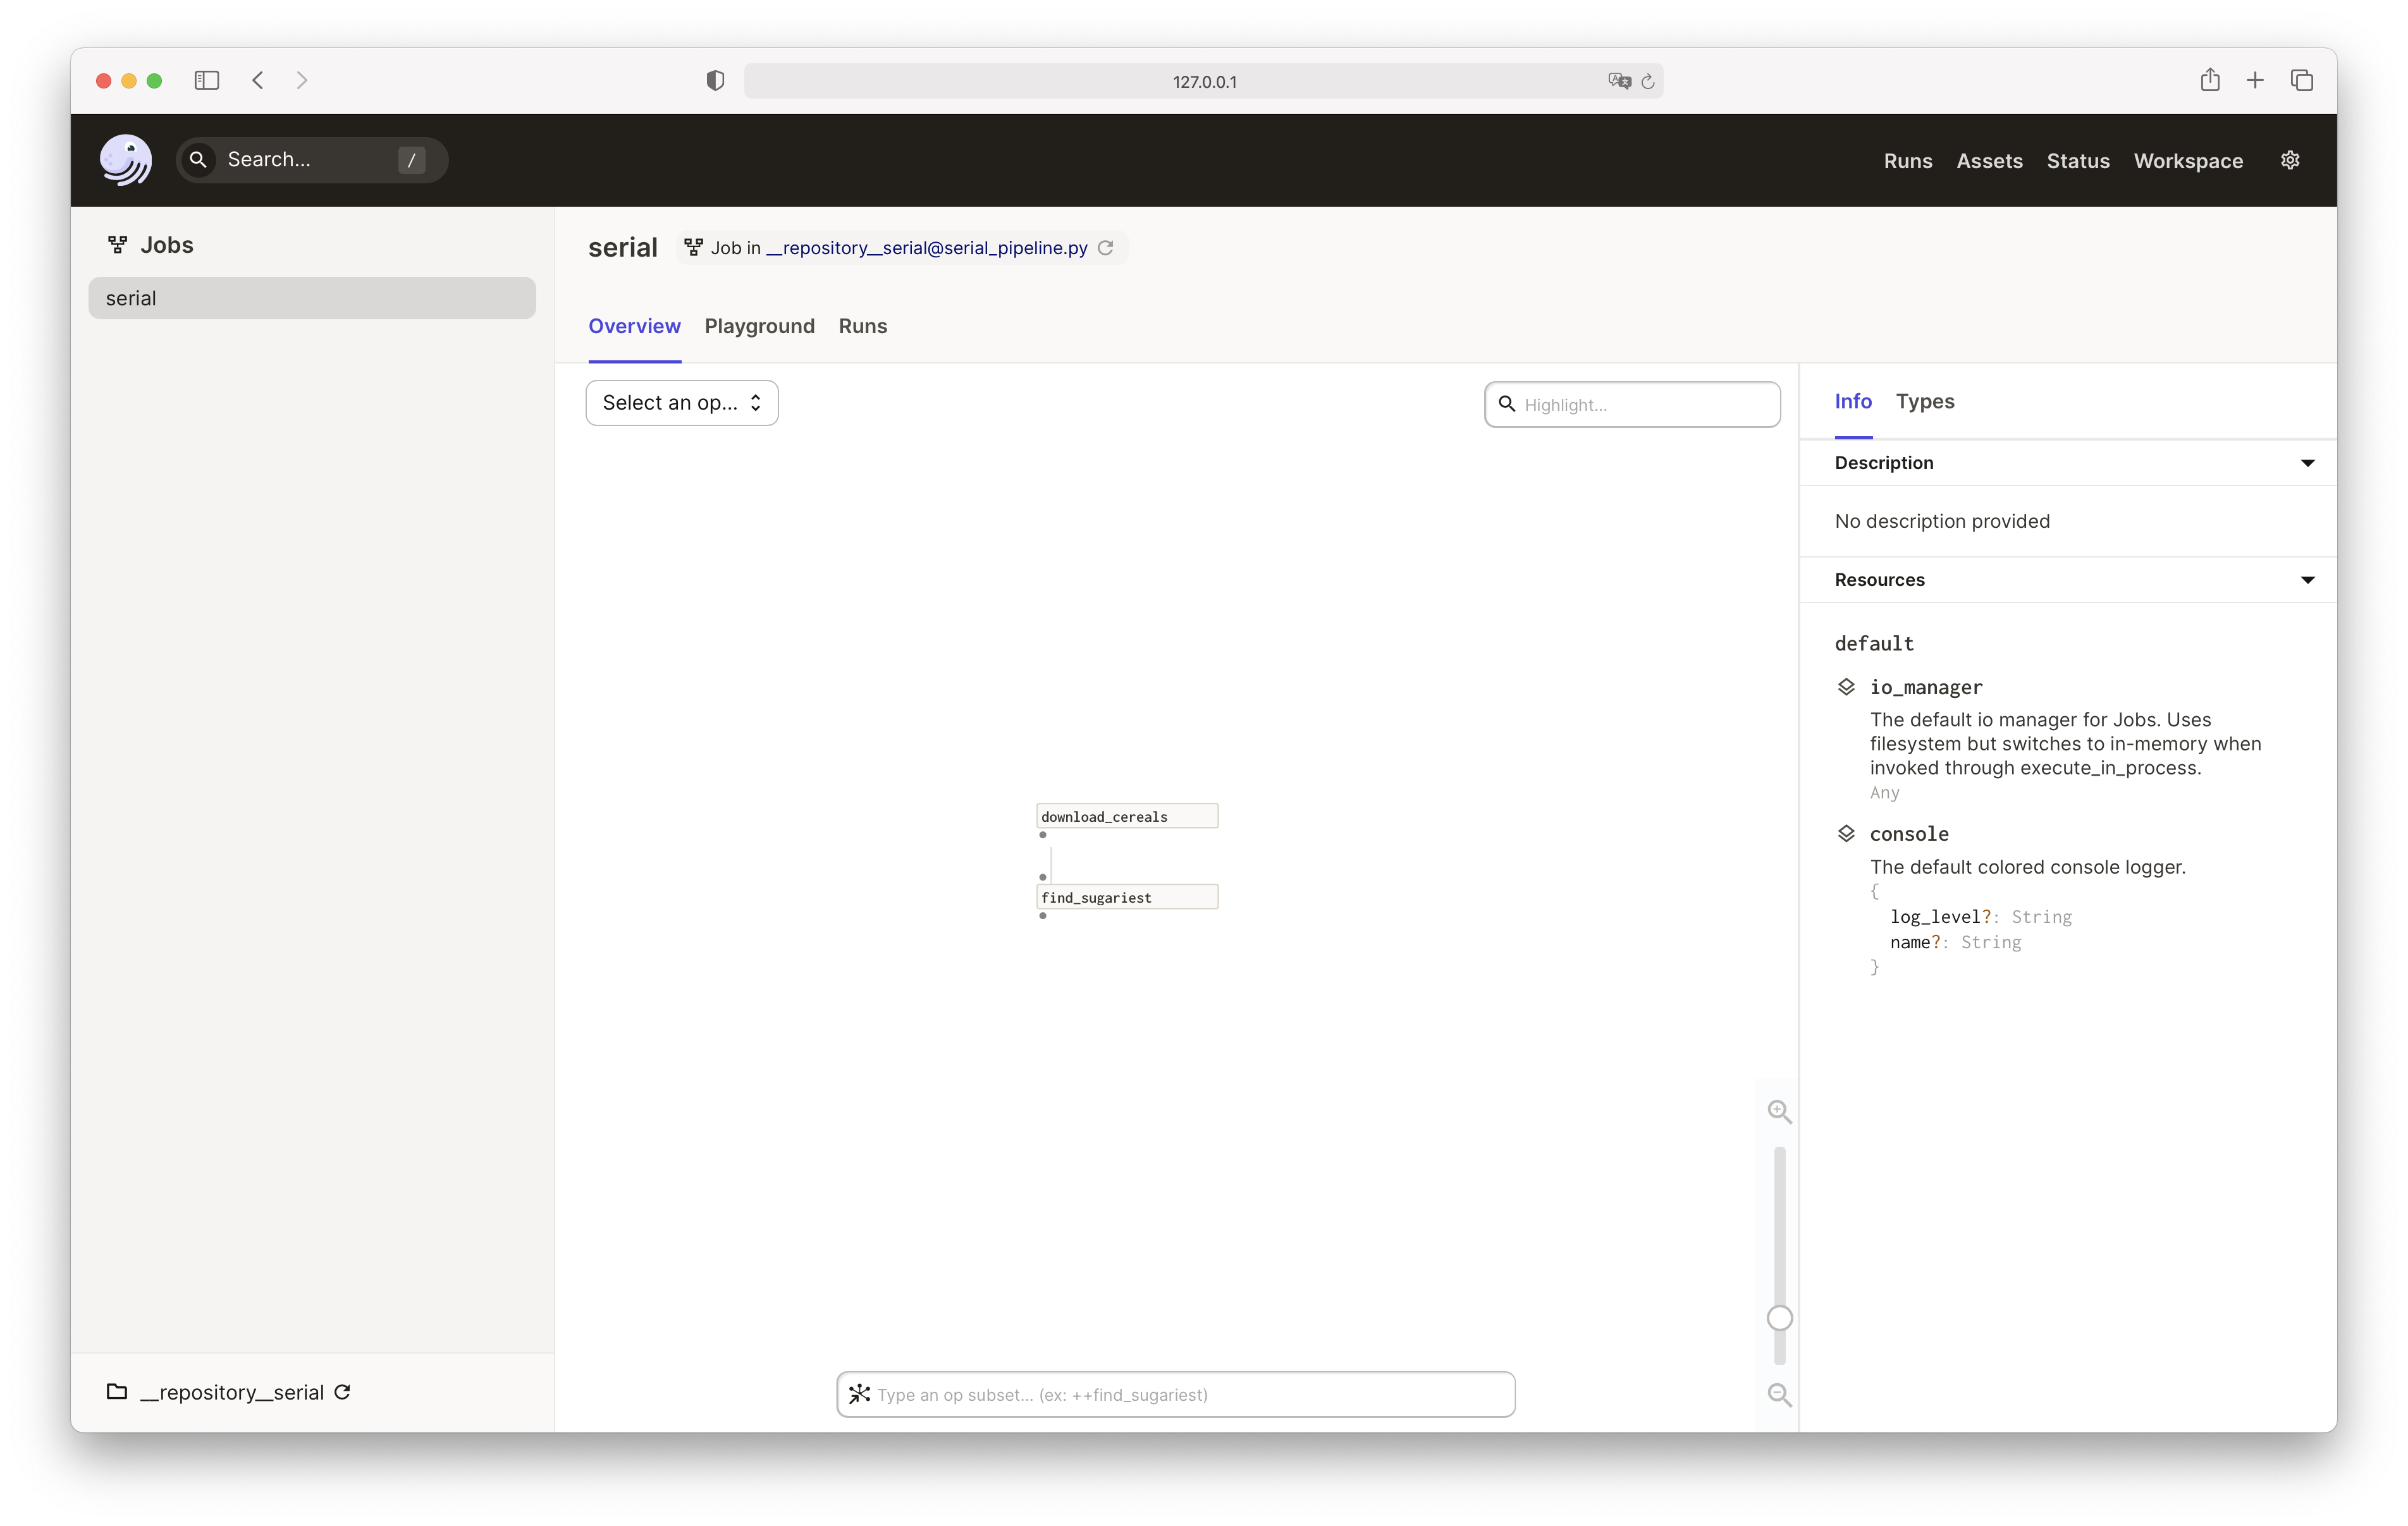 127.0.0.1
Search...
/
Runs
Assets
Status
Workspace
Jobs
serial
serial
Job in __repository__serial@serial_pipeline.py
Overview
Playground
Runs
Select an op...
Highlight...
Info
Types
Description
No description provided
Resources
default
io_manager
The default io manager for Jobs. Uses
filesystem but switches to in-memory when
invoked through execute_in_process.
Any
console
The default colored console logger.
{
log_level?: String
name?: String
}
download_cereals
find_sugariest
Type an op subset... (ex: ++find_sugariest)
__repository__serial